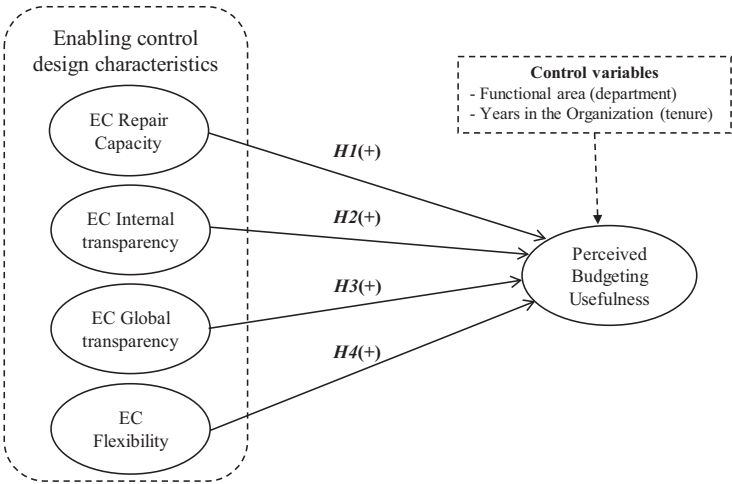 Enabling control
design characteristics
EC Repair
Capacity
EC Internal
transparency
EC Global
transparency
EC
Flexibility
H1(+)
H2(+)
H3(+)
H4(+)
Control variables
- Functional area (department)
- Years in the Organization (tenure)
Perceived
Budgeting
Usefulness